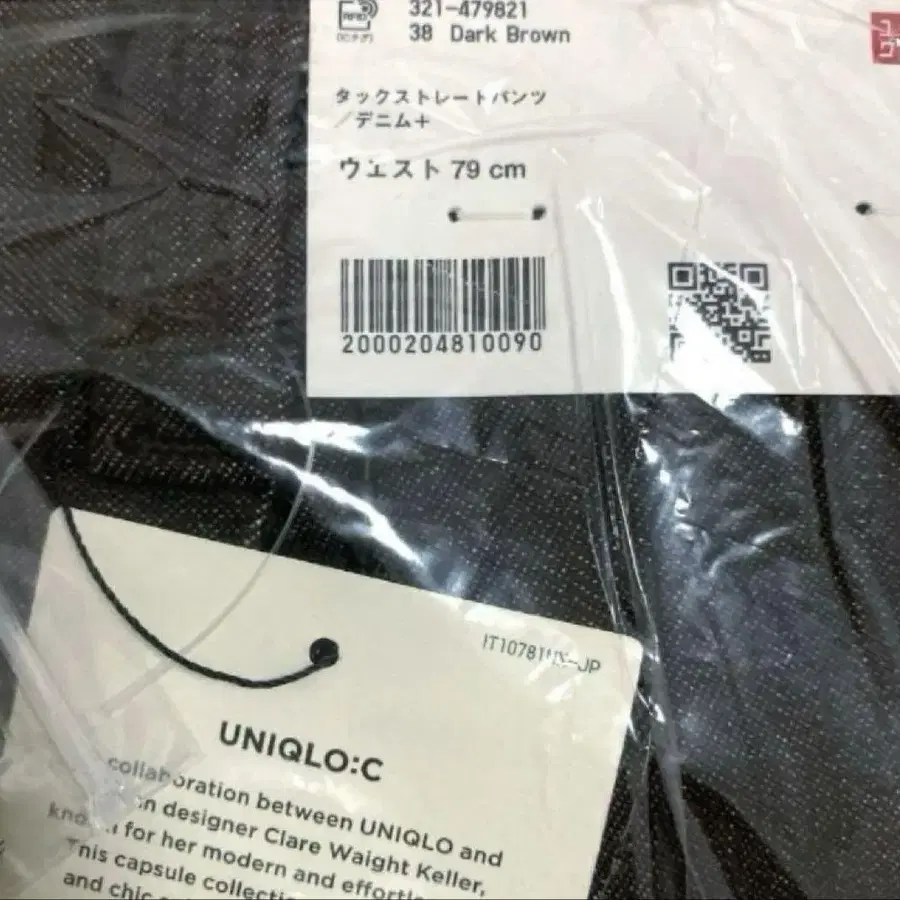 RFID
321-479821
38 Dark Brown
タックストレートパンツ
／デニム＋
ウエスト 79 cm
2000204810090
UNIQLO:C
collaboration between UNIQLO and
designer Clare Waight Keller,
for her modern and
This capsule
and chic